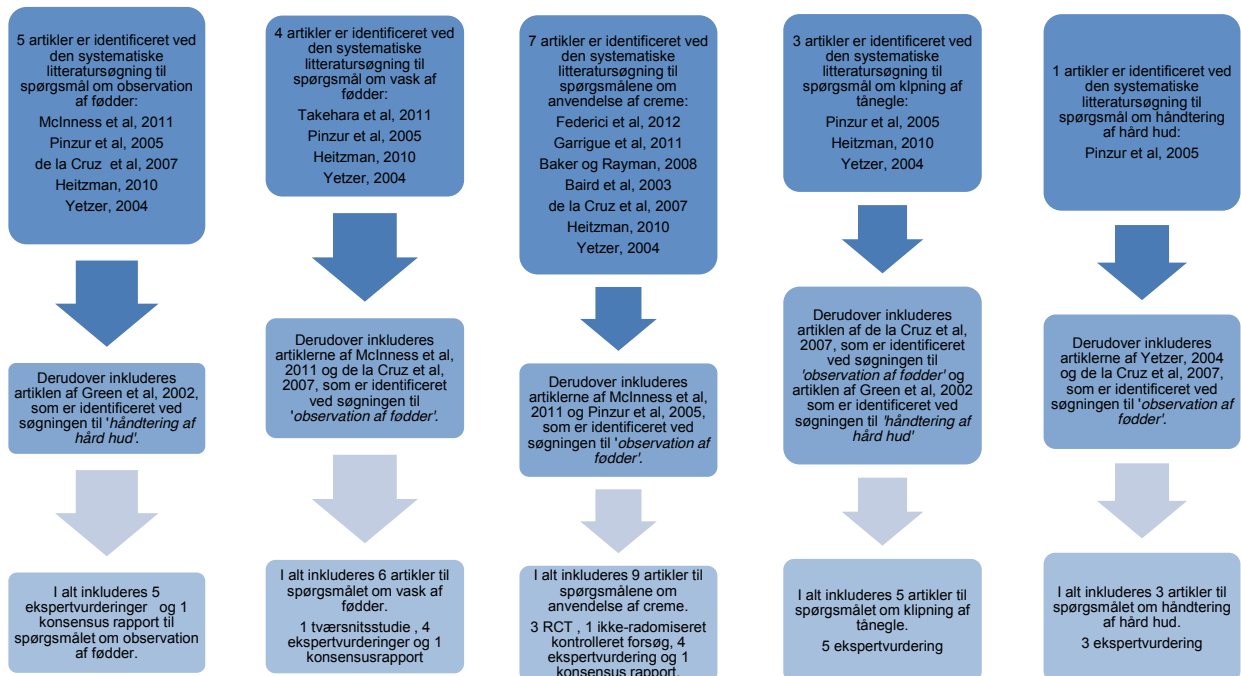 5 artikler er identificeret ved
den systematiske
litteratursøgning til
spørgsmål om observation
af fødder:
McInness et al, 2011
Pinzur et al, 2005
de la Cruz et al, 2007
Heitzman, 2010
Yetzer, 2004
Derudover inkluderes
artiklen af Green et al, 2002,
som er identificeret ved
søgningen til 'håndtering af
hård hud'.
I alt inkluderes 5
ekspertvurderinger og 1
konsensus rapport til
spørgsmålet om observation
af fødder.
4 artikler er identificeret ved
den systematiske
litteratursøgning til
spørgsmål om vask af
fødder:
Takehara et al, 2011
Pinzur et al, 2005
Heitzman, 2010
Yetzer, 2004
Derudover inkluderes
artiklerne af McInness et al,
2011 og de la Cruz et al,
2007, som er identificeret
ved søgningen til
'observation af fødder'.
I alt inkluderes 6 artikler til
spørgsmålet om vask af
fødder.
1 tværsnitsstudie , 4
ekspertvurderinger og 1
konsensusrapport
7 artikler er identificeret ved
den systematiske
litteratursøgning til
spørgsmålene om
anvendelse af creme:
Federici et al, 2012
Garrigue et al, 2011
Baker og Rayman, 2008
Baird et al, 2003
de la Cruz et al, 2007
Heitzman, 2010
Yetzer, 2004
Derudover inkluderes
artiklerne af McInness et al,
2011 og Pinzur et al, 2005,
som er identificeret ved
søgningen til 'observation af
fødder'.
I alt inkluderes 9 artikler til
spørgsmålene om
anvendelse af creme.
3 RCT , 1 ikke-radomiseret
kontrolleret forsøg, 4
ekspertvurdering og 1
konsensus rapport.
3 artikler er identificeret ved
den systematiske
litteratursøgning til
spørgsmål om klpning af
tånegle:
Pinzur et al, 2005
Heitzman, 2010
Yetzer, 2004
Derudover inkluderes
artiklen af de la Cruz et al,
2007, som er identificeret
ved søgningen til
'observation af fødder' og
artiklen af Green et al, 2002
som er identificeret ved
søgningen til 'håndtering af
hård hud'
I alt inkluderes 5 artikler til
spørgsmålet om klipning af
tånegle.
5 ekspertvurdering
1 artikler er identificeret ved
den systematiske
litteratursøgning til
spørgsmål om håndtering
af hård hud:
Pinzur et al, 2005
Derudover inkluderes
artiklerne af Yetzer, 2004
og de la Cruz et al, 2007,
som er identificeret ved
søgningen til 'observation af
fødder'.
I alt inkluderes 3 artikler til
spørgsmålet om håndtering
af hård hud.
3 ekspertvurdering